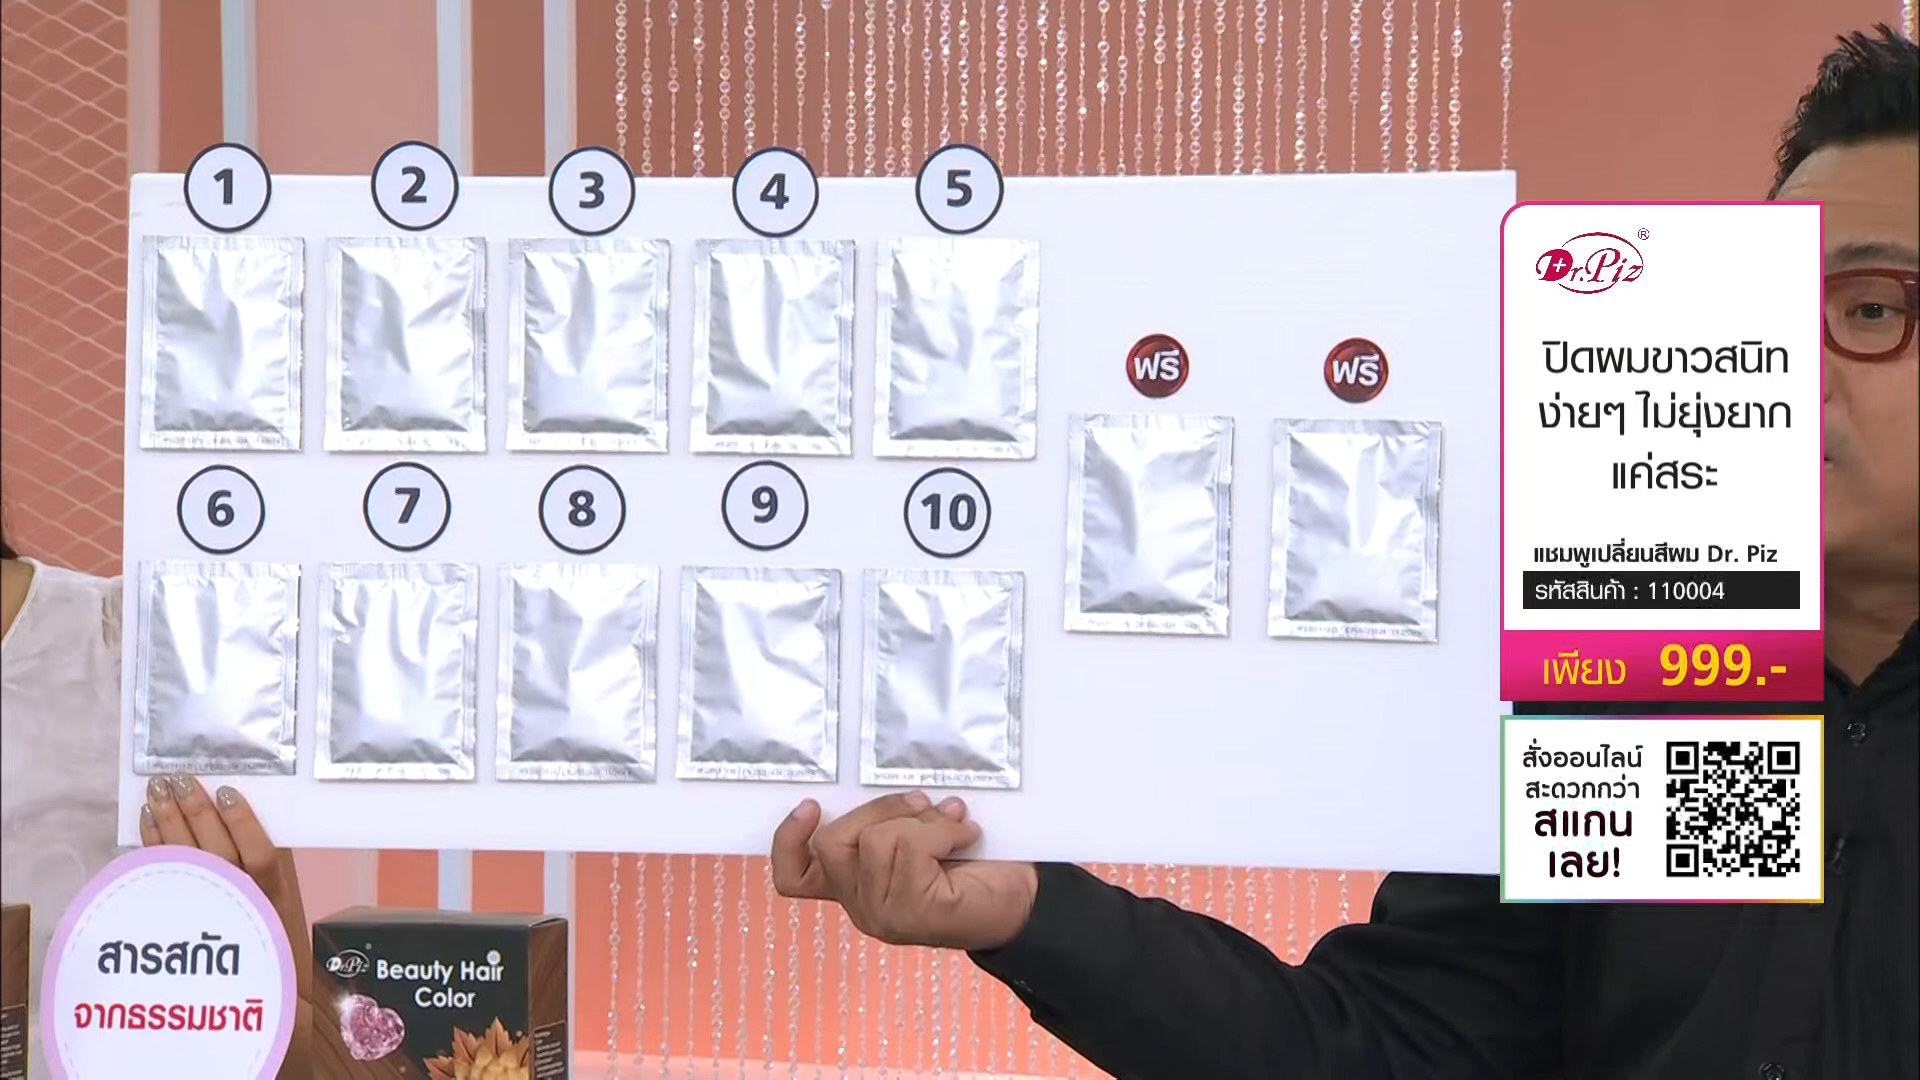 1
2
3
4
5
ฟรี
ฟรี
6
7
8
9
10
Dr.Piz®
ปิดผมขาวสนิท
ง่ายๆ ไม่ยุ่งยาก
แค่สระ
แชมพูเปลี่ยนสีผม Dr. Piz
รหัสสินค้า : 110004
เพียง 999.-
สั่งออนไลน์
สะดวกกว่า
สแกน
เลย!
สารสกัด
จากธรรมชาติ
Dr.Piz
Beauty Hair
Color